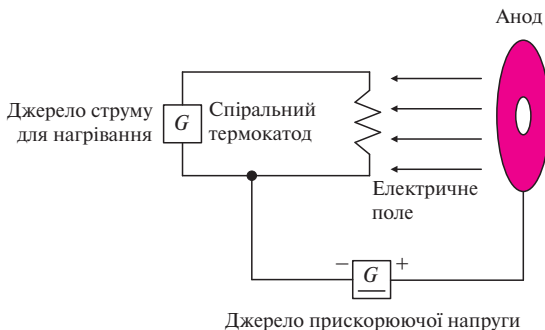 Анод
Джерело струму
для нагрівання
G
Спіральний
термокатод
Електричне
поле
− G +
Джерело прискорюючої напруги